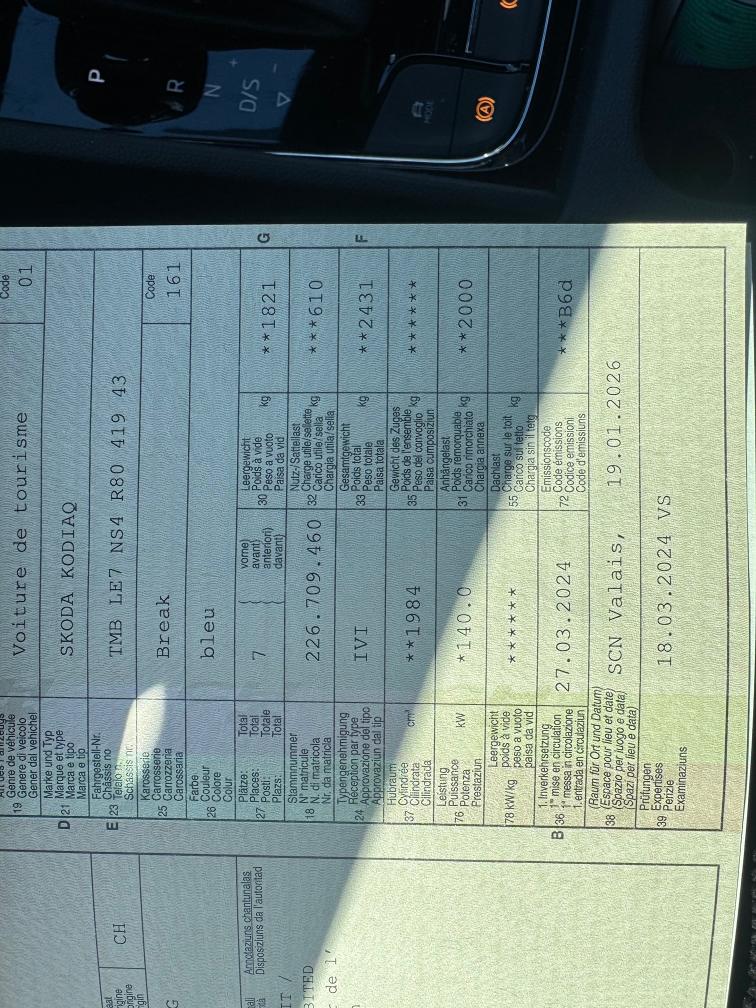 P
R
N
D/S
+
−
MODE
A
Code
19 Genre de véhicule
Genere di veicolo
Gener dal vehichel
Voiture de tourisme
01
Marke und Typ
D 21 Marque et type
Marca e tipo
Marca e tip
SKODA KODIAQ
Fahrgestell-Nr.
E 23 Châssis no
Telaio n.
Schassis nr.
TMB LE7 NS4 R80 419 43
Karosserie
25 Carrosserie
Carrozzeria
Carossaria
Break
Code
161
Farbe
26 Couleur
Colore
Colur
bleu
Plätze: Total
27 Places: Total
Posti: Totale
Plazs: Total
7
vorne)
avant)
anteriori)
davant)
Leergewicht
30 Poids à vide
Peso a vuoto
Paisa da vid
kg
**1821
G
Stammnummer
18 N° matricule
N. di matricola
Nr. da matricla
226.709.460
Nutz-/Sattellast
32 Charge utile/sellette
Carico utile/sella
Chargia utila/sella
kg
***610
Typengenehmigung
24 Réception par type
Approvazione del tipo
Approvaziun dal tip
IVI
Gesamtgewicht
33 Poids total
Peso totale
Paisa totala
kg
**2431
F
Hubraum
37 Cylindrée
Cilindrata
Cilindrada
cm³
**1984
Gewicht des Zuges
35 Poids de l'ensemble
Peso del convoglio
Paisa cumposiziun
kg
******
Leistung
76 Puissance
Potenza
Prestaziun
kW
*140.0
Anhängelast
31 Poids remorquable
Carico rimorchiato
Chargia annexa
kg
**2000
Leergewicht
78 kW/kg poids à vide
peso a vuoto
paisa da vid
******
Dachlast
55 Charge sur le toit
Carico sul tetto
Chargia sin il tetg
kg
1. Inverkehrsetzung
B 36 1re mise en circulation
1a messa in circolazione
1. entrada en circulaziun
27.03.2024
Emissionscode
72 Code émissions
Codice emissioni
Code d'emissiuns
***B6d
(Raum für Ort und Datum)
38 (Espace pour lieu et date)
(Spazio per luogo e data)
(Spazi per lieu e data)
SCN Valais, 19.01.2026
Prüfungen
39 Expertises
Perizie
Examinaziuns
18.03.2024 VS
CH
Annotaziuns chantunalas
Disposiziuns da l'autoritad
IT /
BITED
r de l'